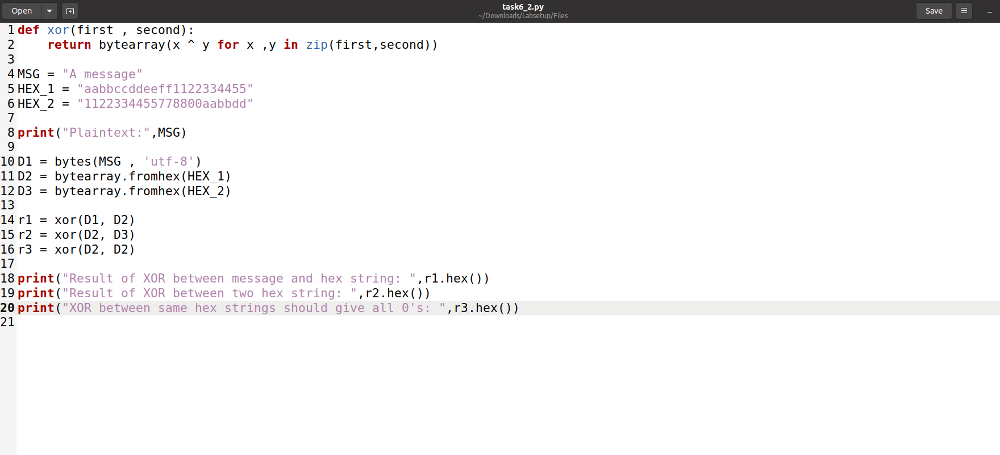 Open
task6_2.py
~/Downloads/Labsetup/Files
Save
1 def xor(first , second):
2     return bytearray(x ^ y for x ,y in zip(first,second))
3
4 MSG = "A message"
5 HEX_1 = "aabbccddeeff1122334455"
6 HEX_2 = "1122334455778800aabbdd"
7
8 print("Plaintext:",MSG)
9
10 D1 = bytes(MSG , 'utf-8')
11 D2 = bytearray.fromhex(HEX_1)
12 D3 = bytearray.fromhex(HEX_2)
13
14 r1 = xor(D1, D2)
15 r2 = xor(D2, D3)
16 r3 = xor(D2, D2)
17
18 print("Result of XOR between message and hex string: ",r1.hex())
19 print("Result of XOR between two hex string: ",r2.hex())
20 print("XOR between same hex strings should give all 0's: ",r3.hex())
21